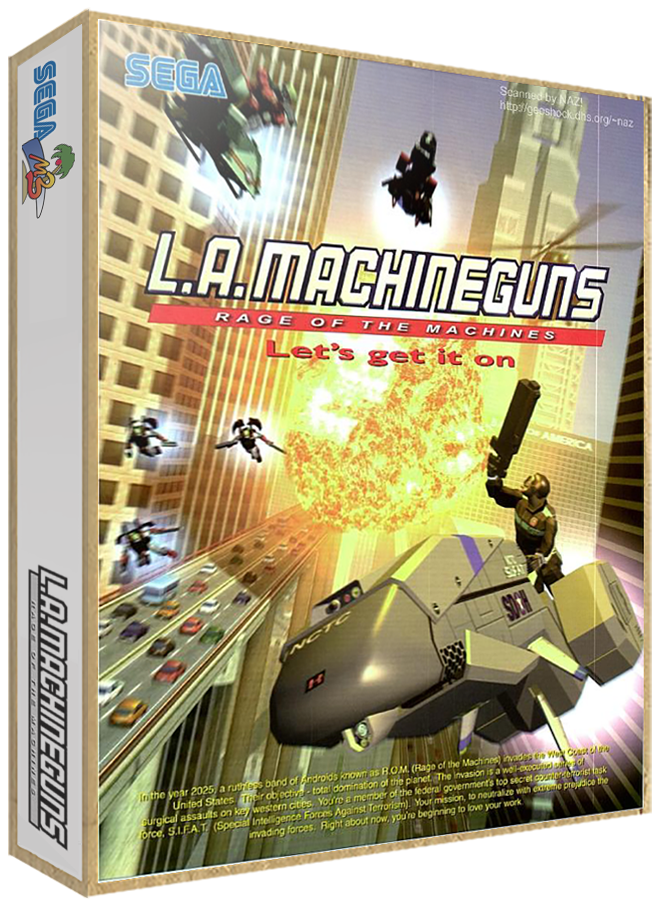 SEGA
Scanned by NAZ!
http://geoshock.dhs.org/~naz
L.A.MACHINEGUNS
RAGE OF THE MACHINES
Let's get it on
OF AMERICA
SDCH
NCTC
In the year 2025, a ruthless band of Androids known as R.O.M. (Rage of the Machines) invades the West Coast of the
United States. Their objective - total domination of the planet. The invasion is a well-executed series of
surgical assaults on key western cities. You're a member of the federal government's top secret counter-terrorist task
force, S.I.F.A.T. (Special Intelligence Forces Against Terrorism). Your mission, to neutralize with extreme prejudice the
invading forces. Right about now, you're beginning to love your work.
SEGA
L.A.MACHINEGUNS
RAGE OF THE MACHINES